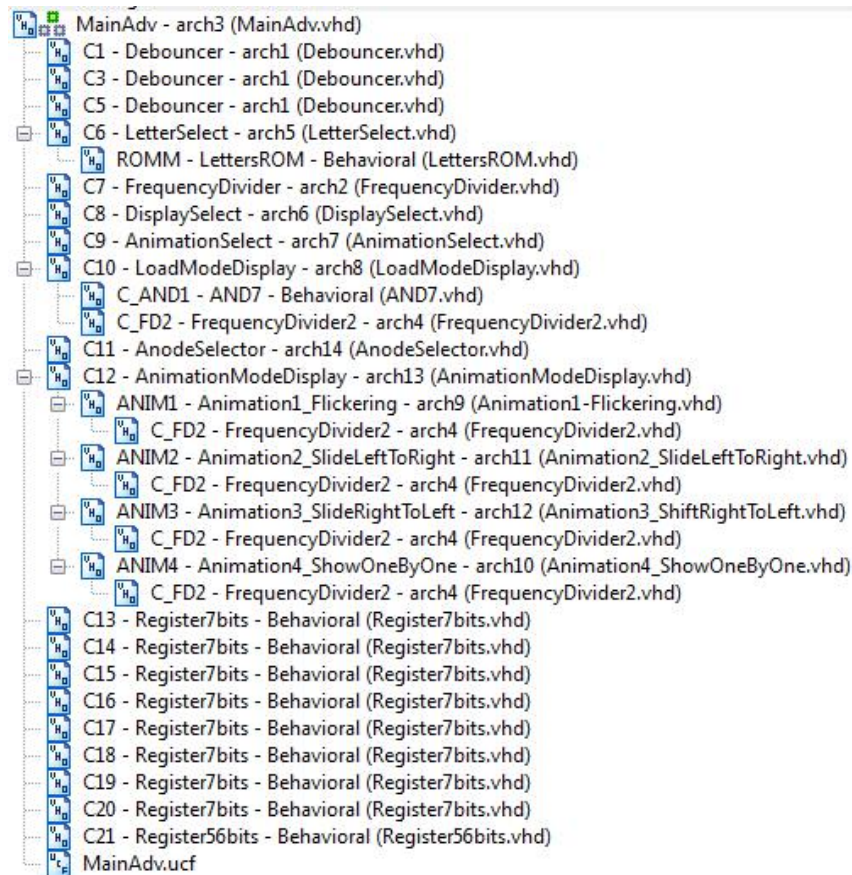 MainAdv - arch3 (MainAdv.vhd)
C1 - Debouncer - arch1 (Debouncer.vhd)
C3 - Debouncer - arch1 (Debouncer.vhd)
C5 - Debouncer - arch1 (Debouncer.vhd)
C6 - LetterSelect - arch5 (LetterSelect.vhd)
ROMM - LettersROM - Behavioral (LettersROM.vhd)
C7 - FrequencyDivider - arch2 (FrequencyDivider.vhd)
C8 - DisplaySelect - arch6 (DisplaySelect.vhd)
C9 - AnimationSelect - arch7 (AnimationSelect.vhd)
C10 - LoadModeDisplay - arch8 (LoadModeDisplay.vhd)
C_AND1 - AND7 - Behavioral (AND7.vhd)
C_FD2 - FrequencyDivider2 - arch4 (FrequencyDivider2.vhd)
C11 - AnodeSelector - arch14 (AnodeSelector.vhd)
C12 - AnimationModeDisplay - arch13 (AnimationModeDisplay.vhd)
ANIM1 - Animation1_Flickering - arch9 (Animation1-Flickering.vhd)
C_FD2 - FrequencyDivider2 - arch4 (FrequencyDivider2.vhd)
ANIM2 - Animation2_SlideLeftToRight - arch11 (Animation2_SlideLeftToRight.vhd)
C_FD2 - FrequencyDivider2 - arch4 (FrequencyDivider2.vhd)
ANIM3 - Animation3_SlideRightToLeft - arch12 (Animation3_ShiftRightToLeft.vhd)
C_FD2 - FrequencyDivider2 - arch4 (FrequencyDivider2.vhd)
ANIM4 - Animation4_ShowOneByOne - arch10 (Animation4_ShowOneByOne.vhd)
C_FD2 - FrequencyDivider2 - arch4 (FrequencyDivider2.vhd)
C13 - Register7bits - Behavioral (Register7bits.vhd)
C14 - Register7bits - Behavioral (Register7bits.vhd)
C15 - Register7bits - Behavioral (Register7bits.vhd)
C16 - Register7bits - Behavioral (Register7bits.vhd)
C17 - Register7bits - Behavioral (Register7bits.vhd)
C18 - Register7bits - Behavioral (Register7bits.vhd)
C19 - Register7bits - Behavioral (Register7bits.vhd)
C20 - Register7bits - Behavioral (Register7bits.vhd)
C21 - Register56bits - Behavioral (Register56bits.vhd)
MainAdv.ucf